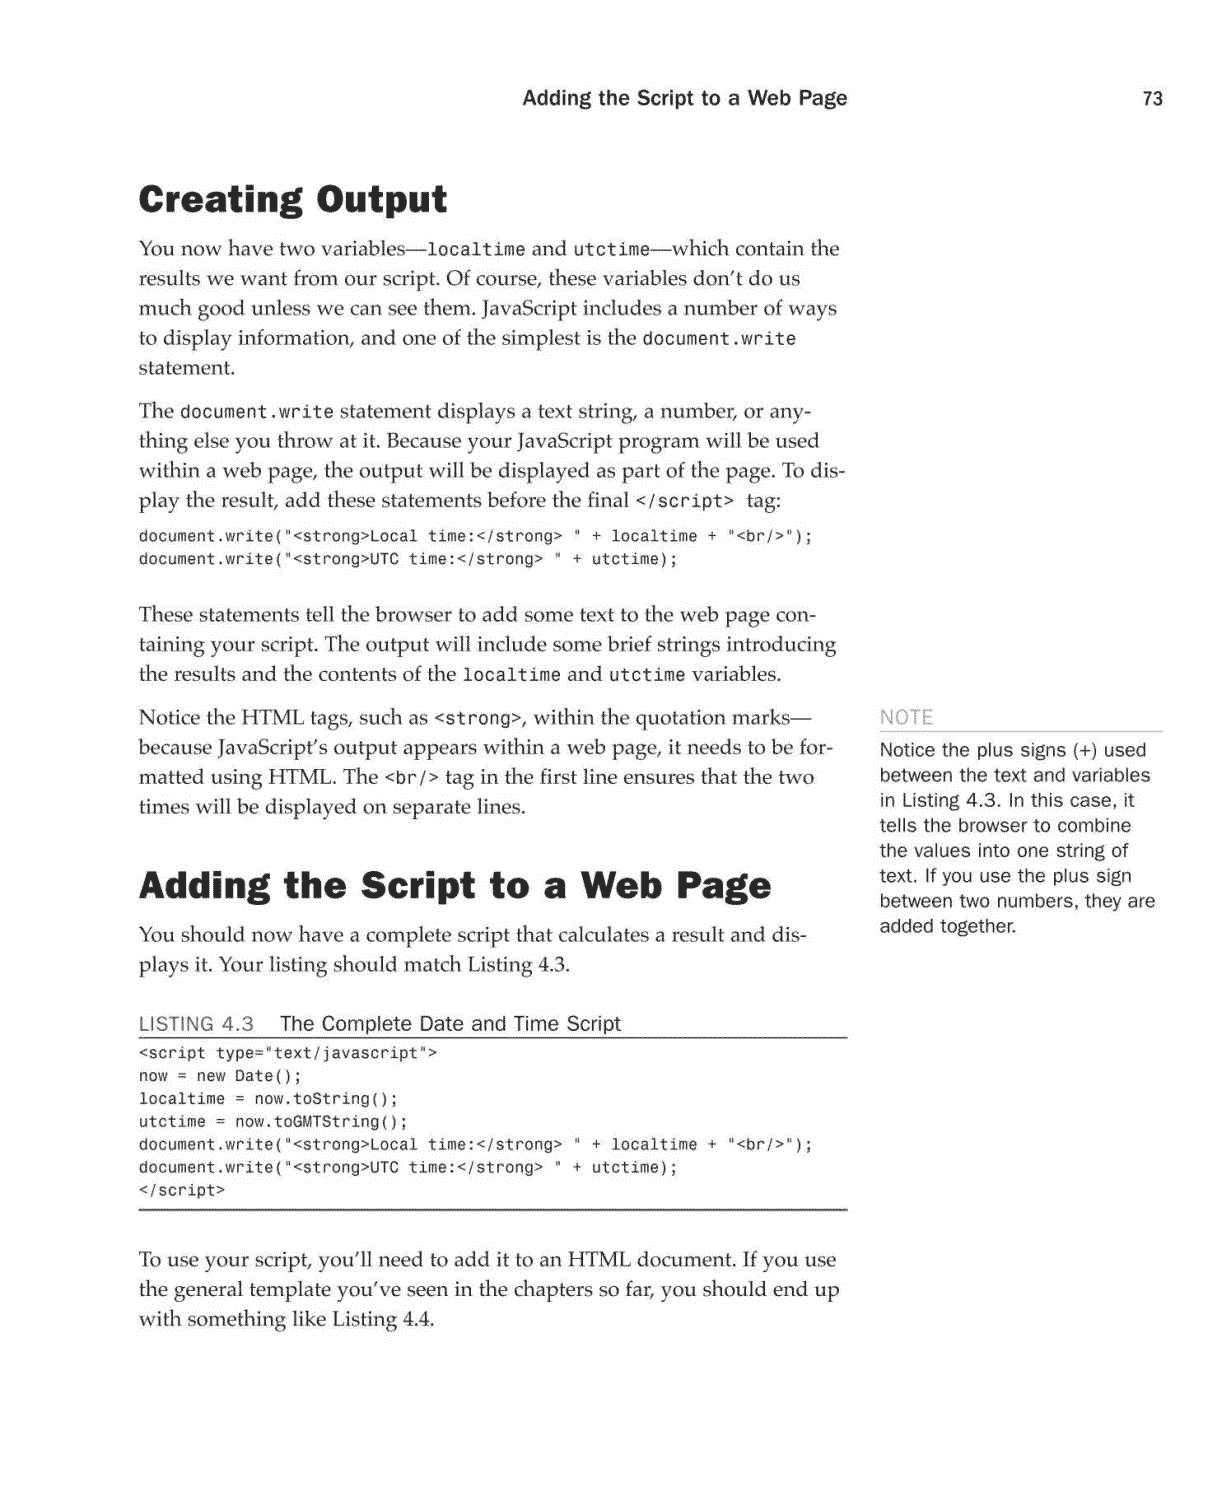 Adding the Script to a Web Page 73
Creating Output
You now have two variables—localtime and utctime—which contain the
results we want from our script. Of course, these variables don't do us
much good unless we can see them. JavaScript includes a number of ways
to display information, and one of the simplest is the document.write
statement.
The document.write statement displays a text string, a number, or any-
thing else you throw at it. Because your JavaScript program will be used
within a web page, the output will be displayed as part of the page. To dis-
play the result, add these statements before the final </script> tag:
document.write("<strong>Local time:</strong> " + localtime + "<br/>");
document.write("<strong>UTC time:</strong> " + utctime);
These statements tell the browser to add some text to the web page con-
taining your script. The output will include some brief strings introducing
the results and the contents of the localtime and utctime variables.
Notice the HTML tags, such as <strong>, within the quotation marks—
because JavaScript's output appears within a web page, it needs to be for-
matted using HTML. The <br/> tag in the first line ensures that the two
times will be displayed on separate lines.
NOTE
Notice the plus signs (+) used
between the text and variables
in Listing 4.3. In this case, it
tells the browser to combine
the values into one string of
text. If you use the plus sign
between two numbers, they are
added together.
Adding the Script to a Web Page
You should now have a complete script that calculates a result and dis-
plays it. Your listing should match Listing 4.3.
LISTING 4.3 The Complete Date and Time Script
<script type="text/javascript">
now = new Date();
localtime = now.toString();
utctime = now.toGMTString();
document.write("<strong>Local time:</strong> " + localtime + "<br/>");
document.write("<strong>UTC time:</strong> " + utctime);
</script>
To use your script, you'll need to add it to an HTML document. If you use
the general template you've seen in the chapters so far, you should end up
with something like Listing 4.4.